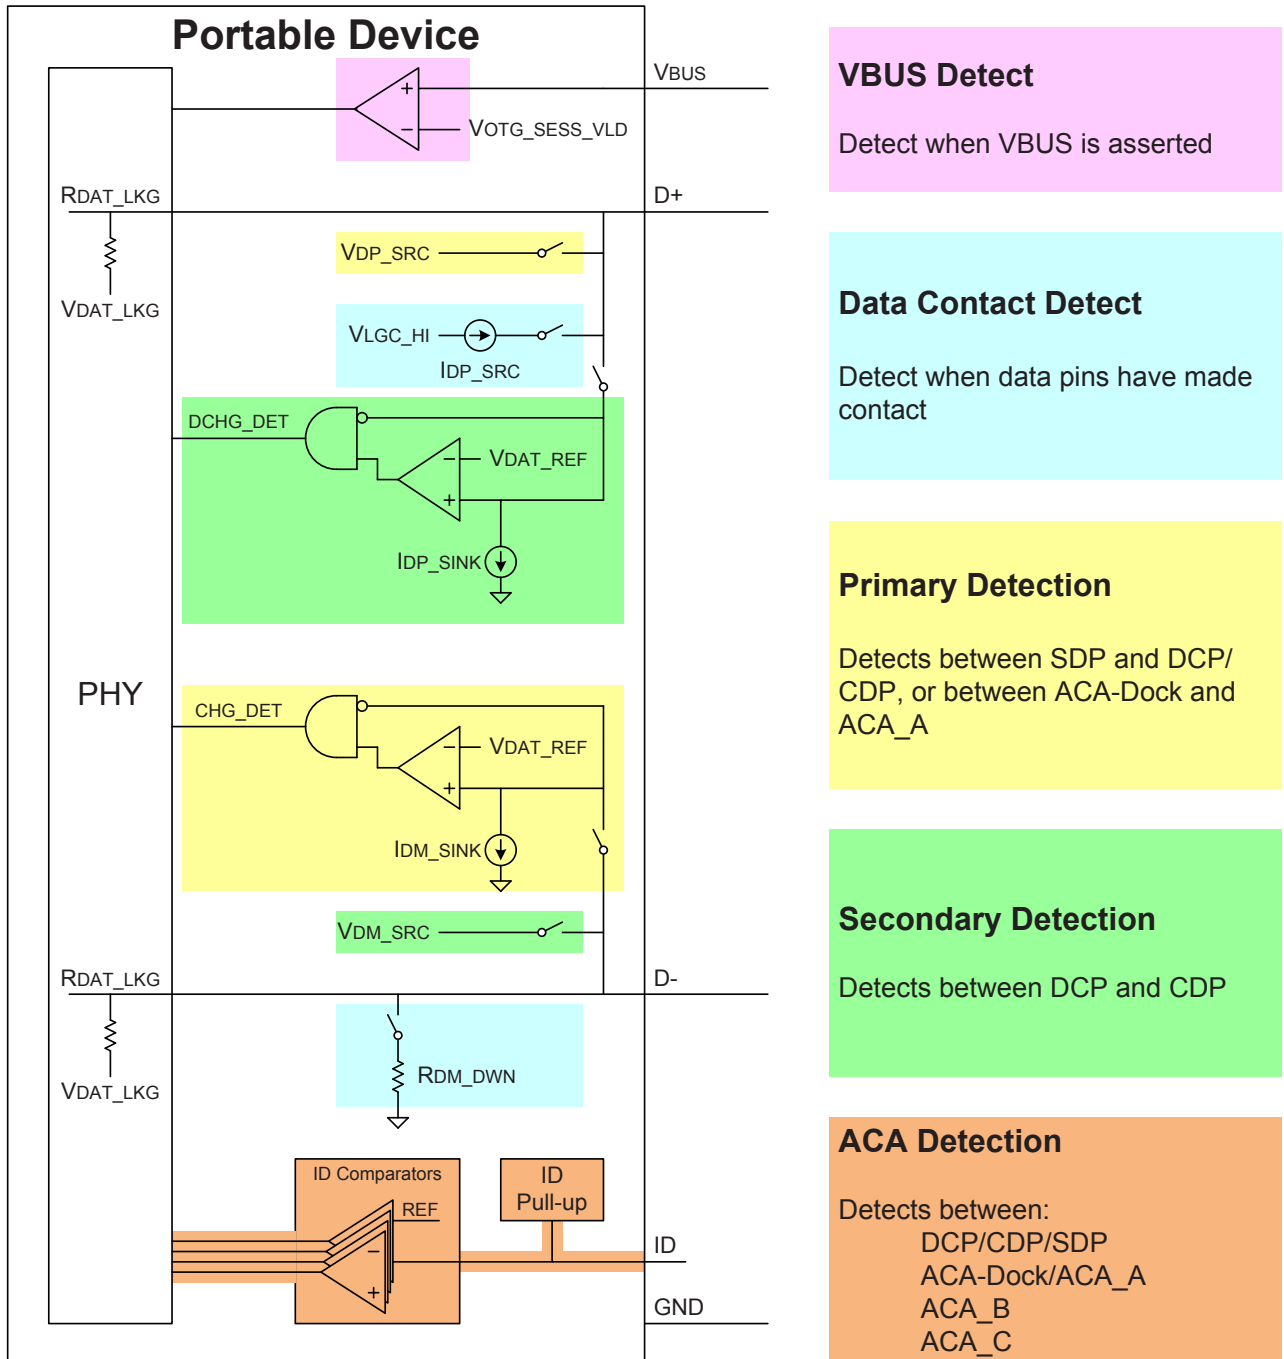 Portable Device
VBUS
+
−
VOTG_SESS_VLD
RDAT_LKG
D+
VDP_SRC
VDAT_LKG
VLGC_HI
IDP_SRC
DCHG_DET
−
VDAT_REF
+
IDP_SINK
PHY
CHG_DET
−
VDAT_REF
+
IDM_SINK
VDM_SRC
RDAT_LKG
D-
RDM_DWN
VDAT_LKG
ID Comparators
REF
−
+
ID
Pull-up
ID
GND
VBUS Detect
Detect when VBUS is asserted
Data Contact Detect
Detect when data pins have made
contact
Primary Detection
Detects between SDP and DCP/
CDP, or between ACA-Dock and
ACA_A
Secondary Detection
Detects between DCP and CDP
ACA Detection
Detects between:
DCP/CDP/SDP
ACA-Dock/ACA_A
ACA_B
ACA_C